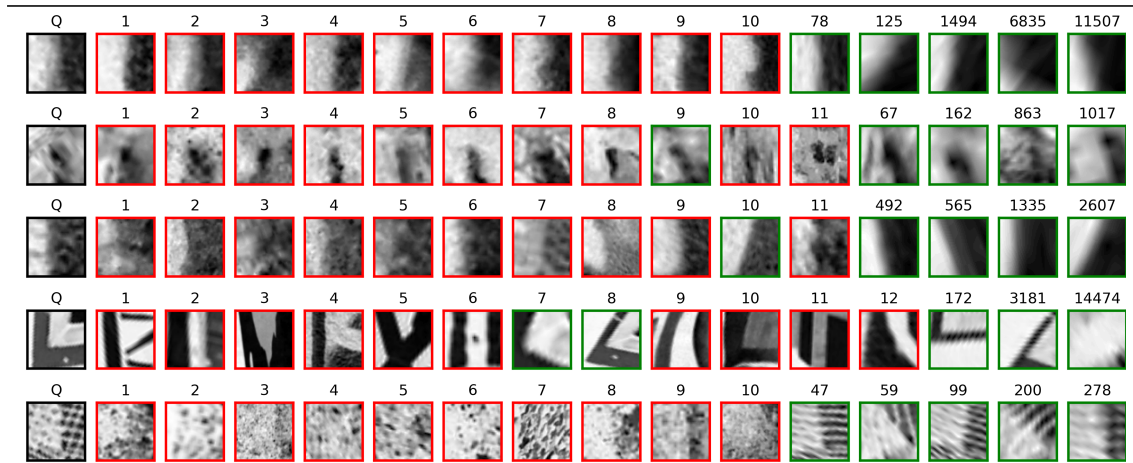 Q 1 2 3 4 5 6 7 8 9 10 78 125 1494 6835 11507
Q 1 2 3 4 5 6 7 8 9 10 11 67 162 863 1017
Q 1 2 3 4 5 6 7 8 9 10 11 492 565 1335 2607
Q 1 2 3 4 5 6 7 8 9 10 11 12 172 3181 14474
Q 1 2 3 4 5 6 7 8 9 10 47 59 99 200 278